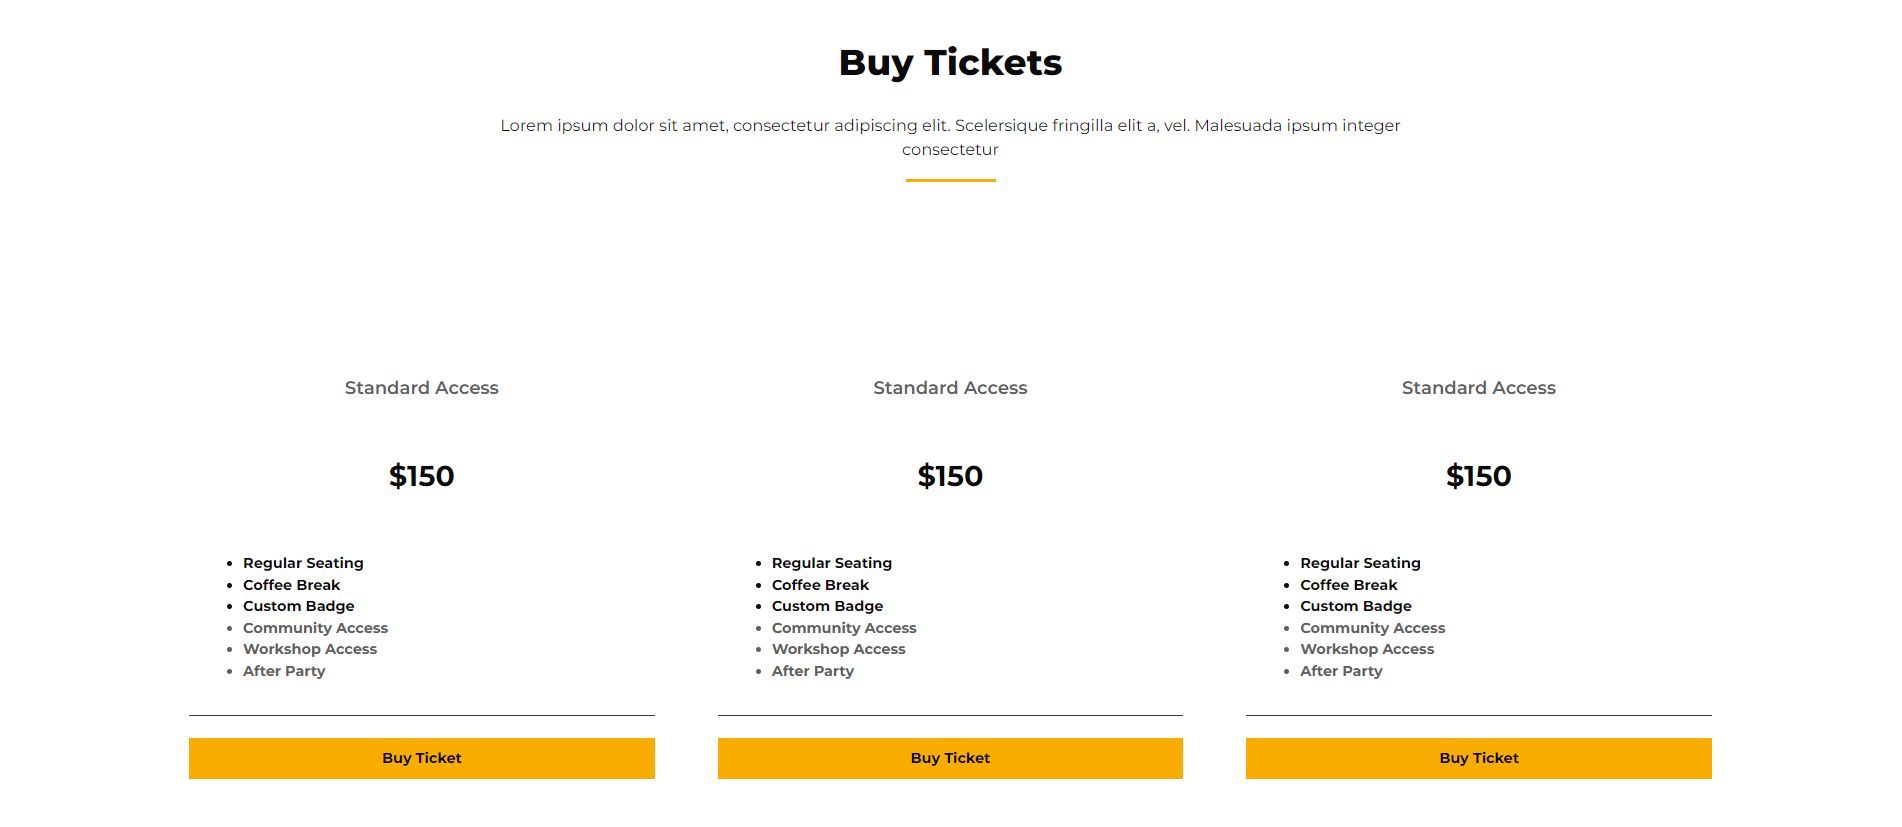 Buy Tickets
Lorem ipsum dolor sit amet, consectetur adipiscing elit. Scelersique fringilla elit a, vel. Malesuada ipsum integer
consectetur
Standard Access
$150
Regular Seating
Coffee Break
Custom Badge
Community Access
Workshop Access
After Party
Buy Ticket
Standard Access
$150
Regular Seating
Coffee Break
Custom Badge
Community Access
Workshop Access
After Party
Buy Ticket
Standard Access
$150
Regular Seating
Coffee Break
Custom Badge
Community Access
Workshop Access
After Party
Buy Ticket